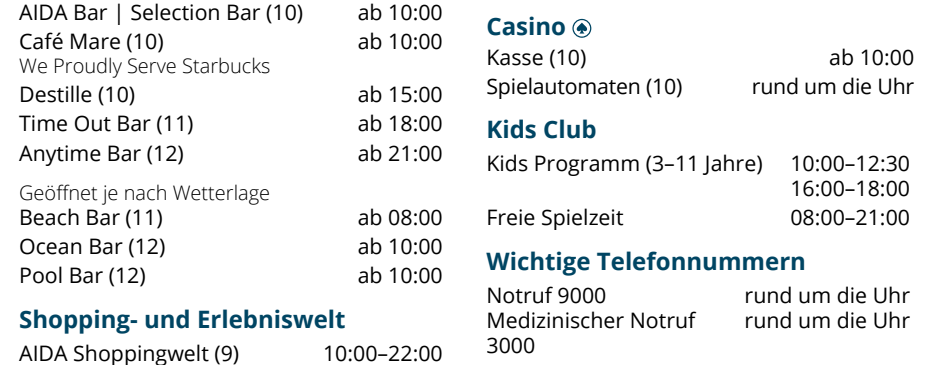 AIDA Bar | Selection Bar (10) ab 10:00
Café Mare (10) ab 10:00
We Proudly Serve Starbucks
Destille (10) ab 15:00
Time Out Bar (11) ab 18:00
Anytime Bar (12) ab 21:00
Geöffnet je nach Wetterlage
Beach Bar (11) ab 08:00
Ocean Bar (12) ab 10:00
Pool Bar (12) ab 10:00
Shopping- und Erlebniswelt
AIDA Shoppingwelt (9) 10:00–22:00
Casino
Kasse (10) ab 10:00
Spielautomaten (10) rund um die Uhr
Kids Club
Kids Programm (3–11 Jahre) 10:00–12:30
16:00–18:00
Freie Spielzeit 08:00–21:00
Wichtige Telefonnummern
Notruf 9000 rund um die Uhr
Medizinischer Notruf rund um die Uhr
3000